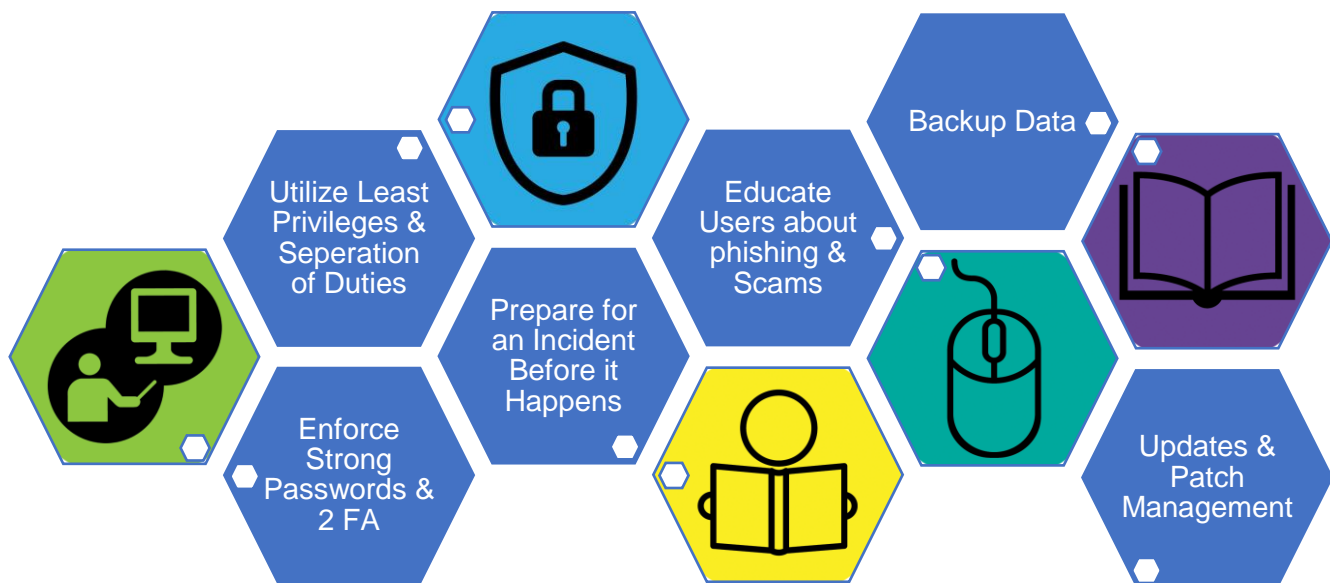 Utilize Least
Privileges &
Seperation
of Duties
Enforce
Strong
Passwords &
2 FA
Prepare for
an Incident
Before it
Happens
Educate
Users about
phishing &
Scams
Backup Data
Updates &
Patch
Management